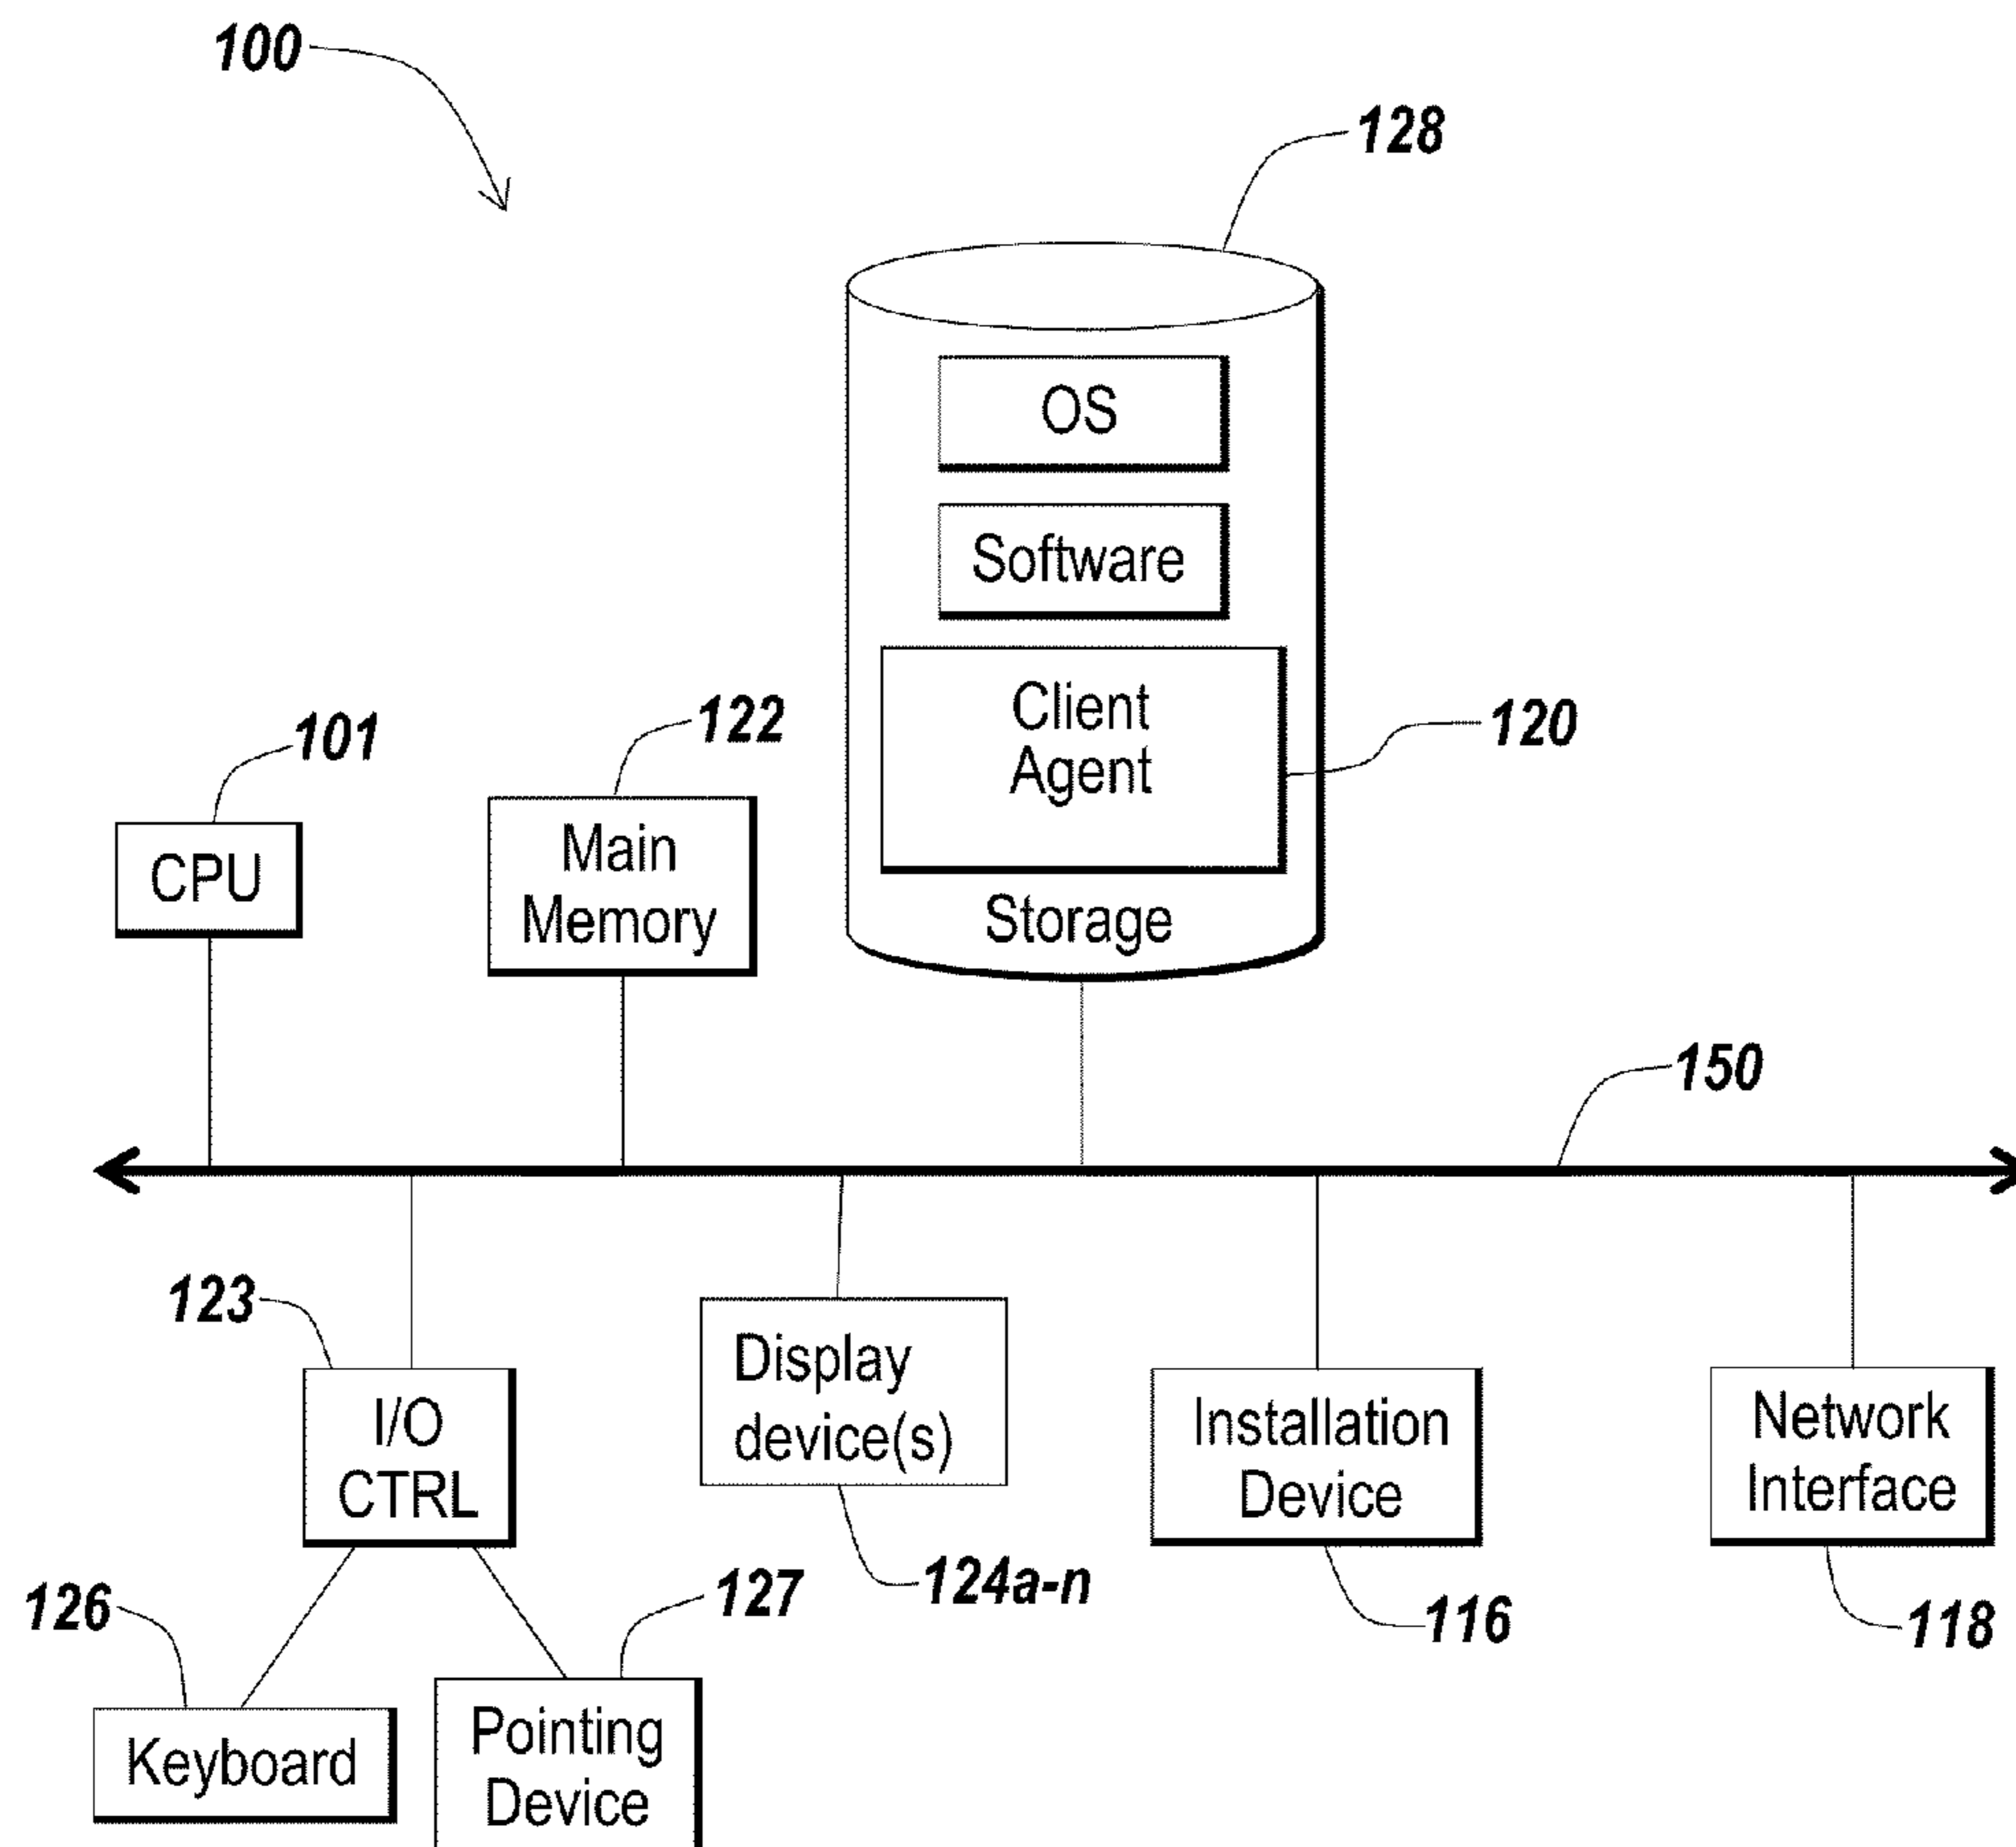 100
128
OS
Software
Client
Agent
120
Storage
101
CPU
122
Main
Memory
150
123
I/O
CTRL
Display
device(s)
124a-n
Installation
Device
116
Network
Interface
118
126
Keyboard
127
Pointing
Device